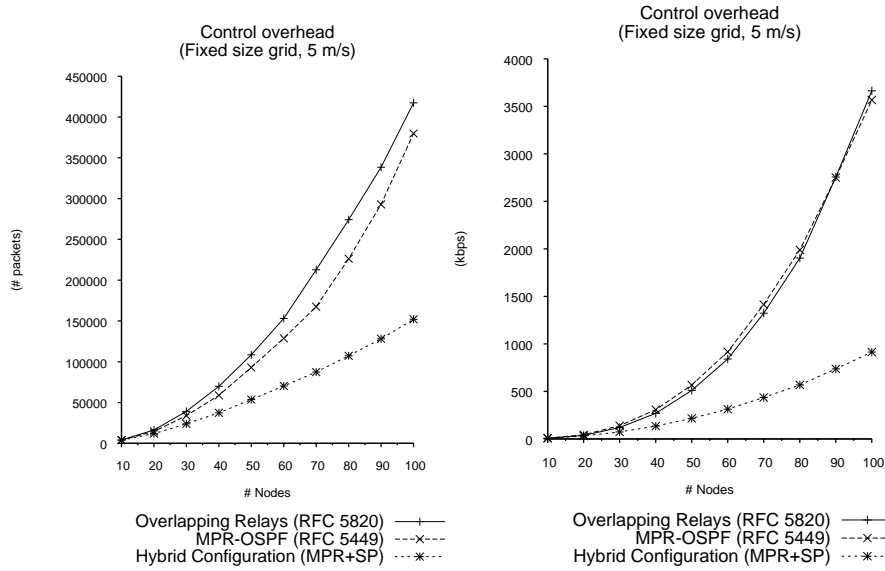 Control overhead
(Fixed size grid, 5 m/s)
450000
400000
350000
300000
250000
200000
150000
100000
50000
0
(# packets)
10 20 30 40 50 60 70 80 90 100
# Nodes
Overlapping Relays (RFC 5820)
MPR-OSPF (RFC 5449)
Hybrid Configuration (MPR+SP)
Control overhead
(Fixed size grid, 5 m/s)
4000
3500
3000
2500
2000
1500
1000
500
0
(kbps)
10 20 30 40 50 60 70 80 90 100
# Nodes
Overlapping Relays (RFC 5820)
MPR-OSPF (RFC 5449)
Hybrid Configuration (MPR+SP)